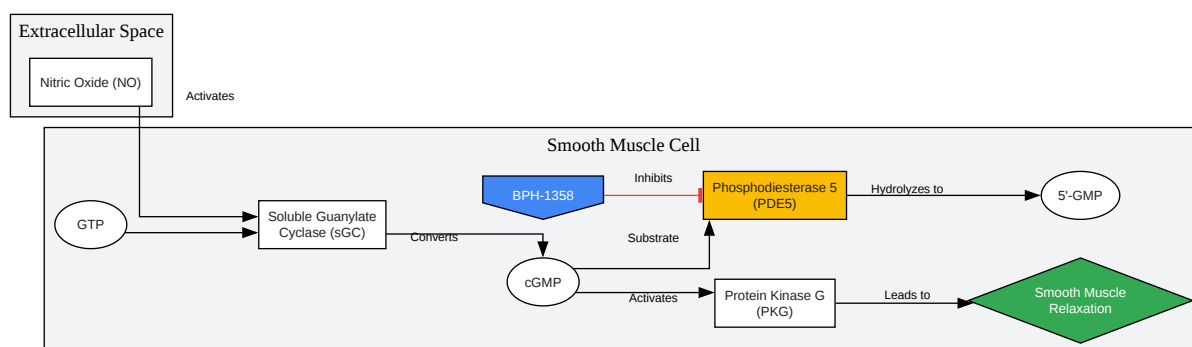 Extracellular Space
Nitric Oxide (NO)
Activates
Smooth Muscle Cell
BPH-1358
Inhibits
Phosphodiesterase 5
(PDE5)
Hydrolyzes to
5'-GMP
GTP
Soluble Guanylate
Cyclase (sGC)
Converts
Substrate
cGMP
Activates
Protein Kinase G
(PKG)
Leads to
Smooth Muscle
Relaxation